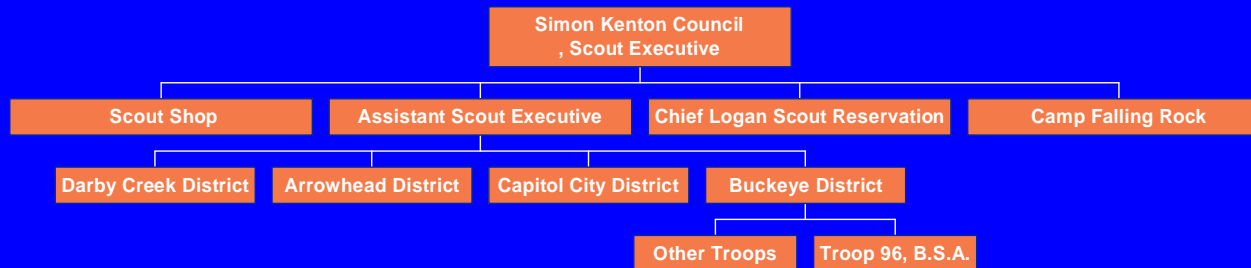 Simon Kenton Council
, Scout Executive
Scout Shop
Assistant Scout Executive
Chief Logan Scout Reservation
Camp Falling Rock
Darby Creek District
Arrowhead District
Capitol City District
Buckeye District
Other Troops
Troop 96, B.S.A.